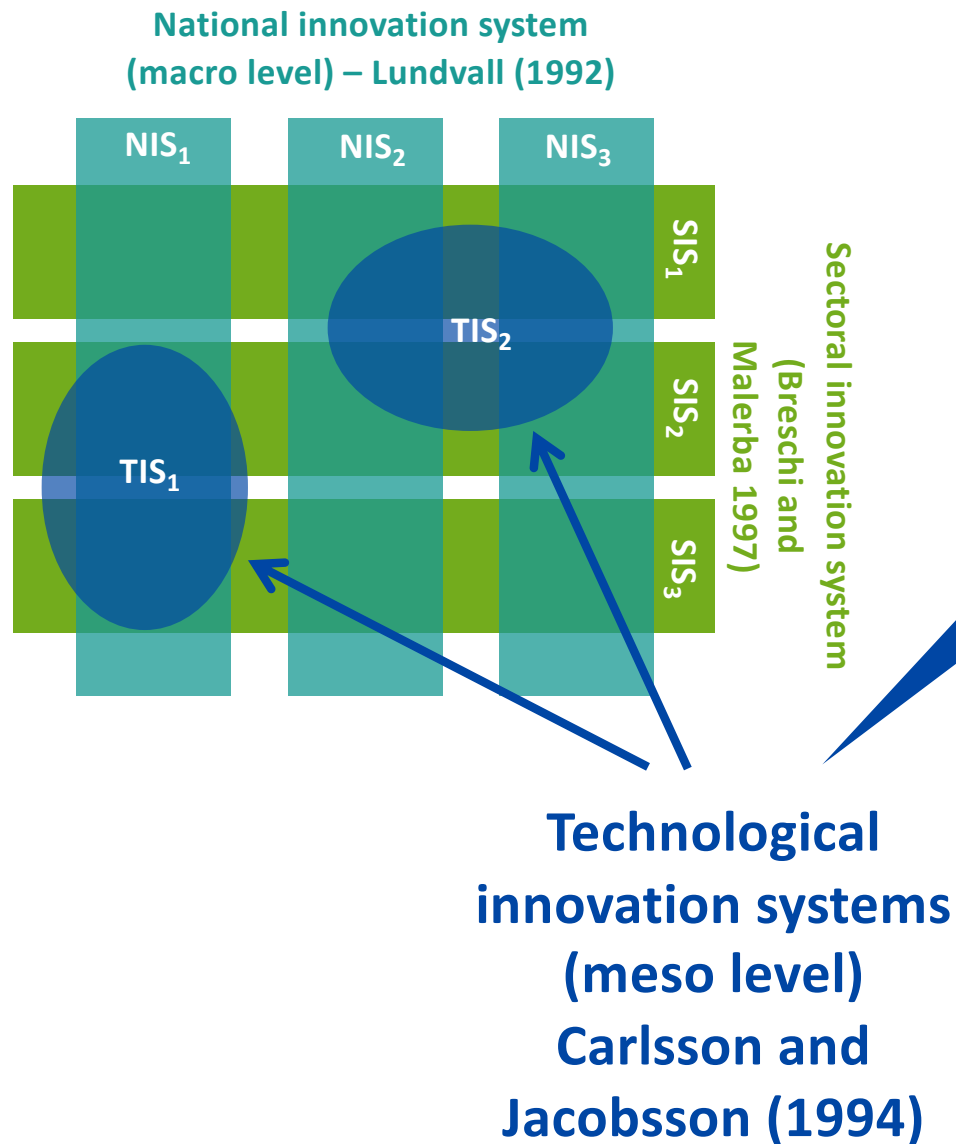 National innovation system
(macro level) – Lundvall (1992)
NIS₁
NIS₂
NIS₃
SIS₁
TIS₂
SIS₂
TIS₁
SIS₃
Sectoral innovation system
(Breschi and
Malerba 1997)
Technological
innovation systems
(meso level)
Carlsson and
Jacobsson (1994)